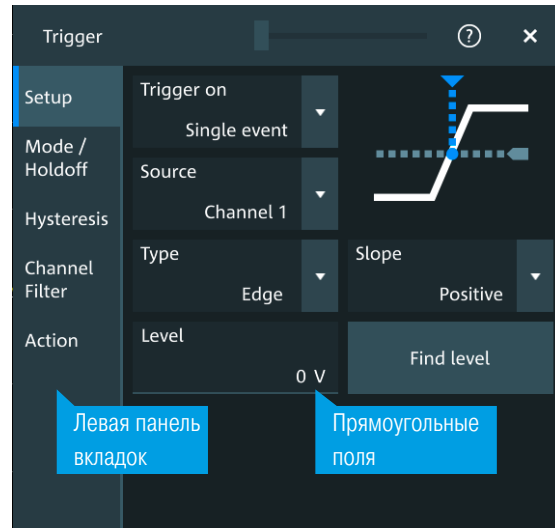 Trigger
?
×
Setup
Mode /
Holdoff
Hysteresis
Channel
Filter
Action
Trigger on
Single event
Source
Channel 1
Type
Edge
Slope
Positive
Level
0 V
Find level
Левая панель
вкладок
Прямоугольные
поля